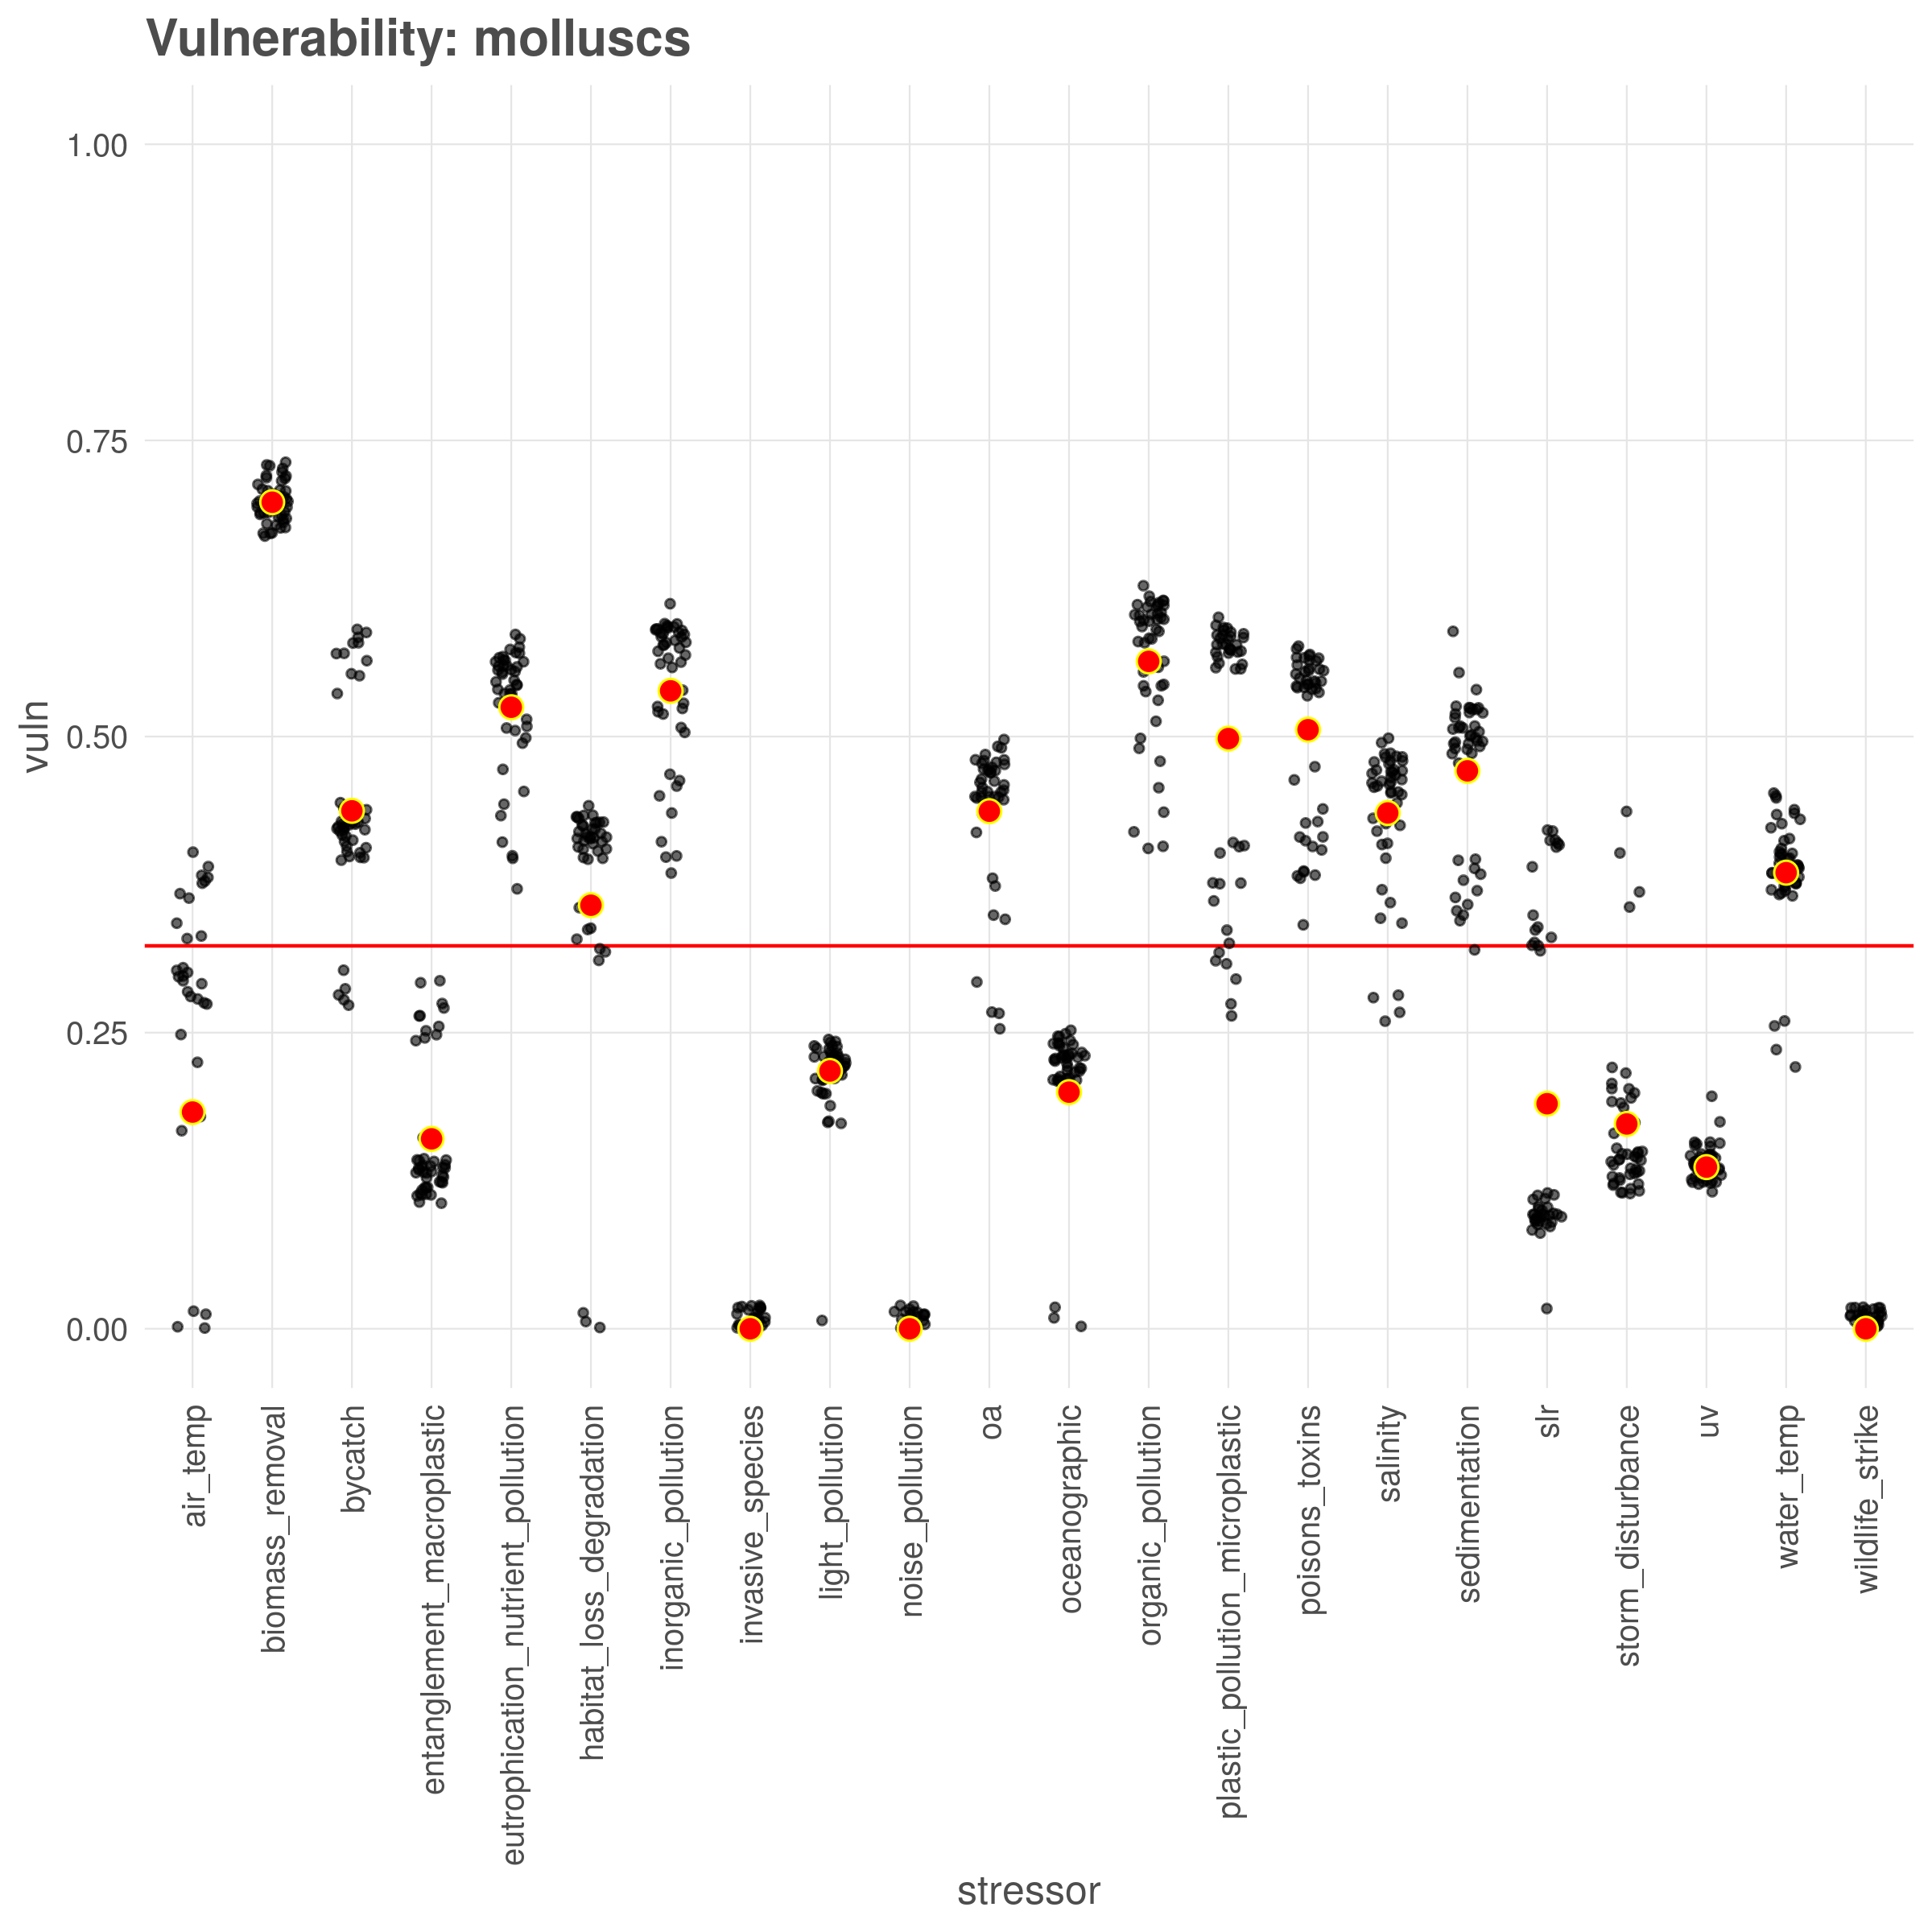 Vulnerability: molluscs
1.00
0.75
0.50
0.25
0.00
vuln
air_temp
biomass_removal
bycatch
entanglement_macroplastic
eutrophication_nutrient_pollution
habitat_loss_degradation
inorganic_pollution
invasive_species
light_pollution
noise_pollution
oa
oceanographic
organic_pollution
plastic_pollution_microplastic
poisons_toxins
salinity
sedimentation
slr
storm_disturbance
uv
water_temp
wildlife_strike
stressor